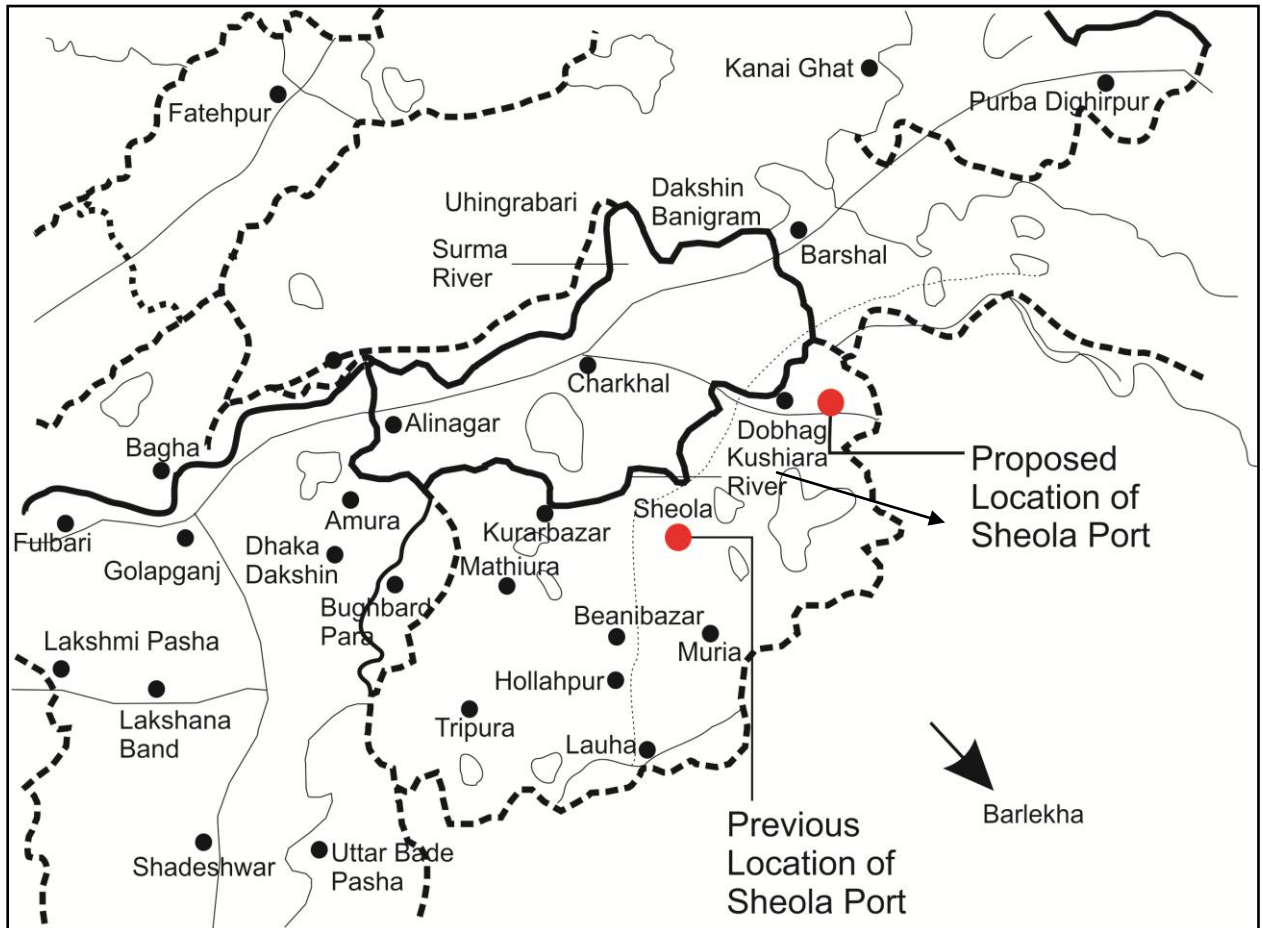 Kanai Ghat
Purba Dighirpur
Fatehpur
Uhingrabari
Dakshin
Banigram
Surma
River
Barshal
Charkhal
Alinagar
Bagha
Dobhag
Kushiara
River
Proposed
Location of
Sheola Port
Amura
Kurarbazar
Sheola
Fulbari
Golapganj
Dhaka
Dakshin
Mathiura
Bughbard
Para
Beanibazar
Muria
Lakshmi Pasha
Hollahpur
Lakshana
Band
Tripura
Lauha
Previous
Location of
Sheola Port
Barlekha
Shadeshwar
Uttar Bade
Pasha